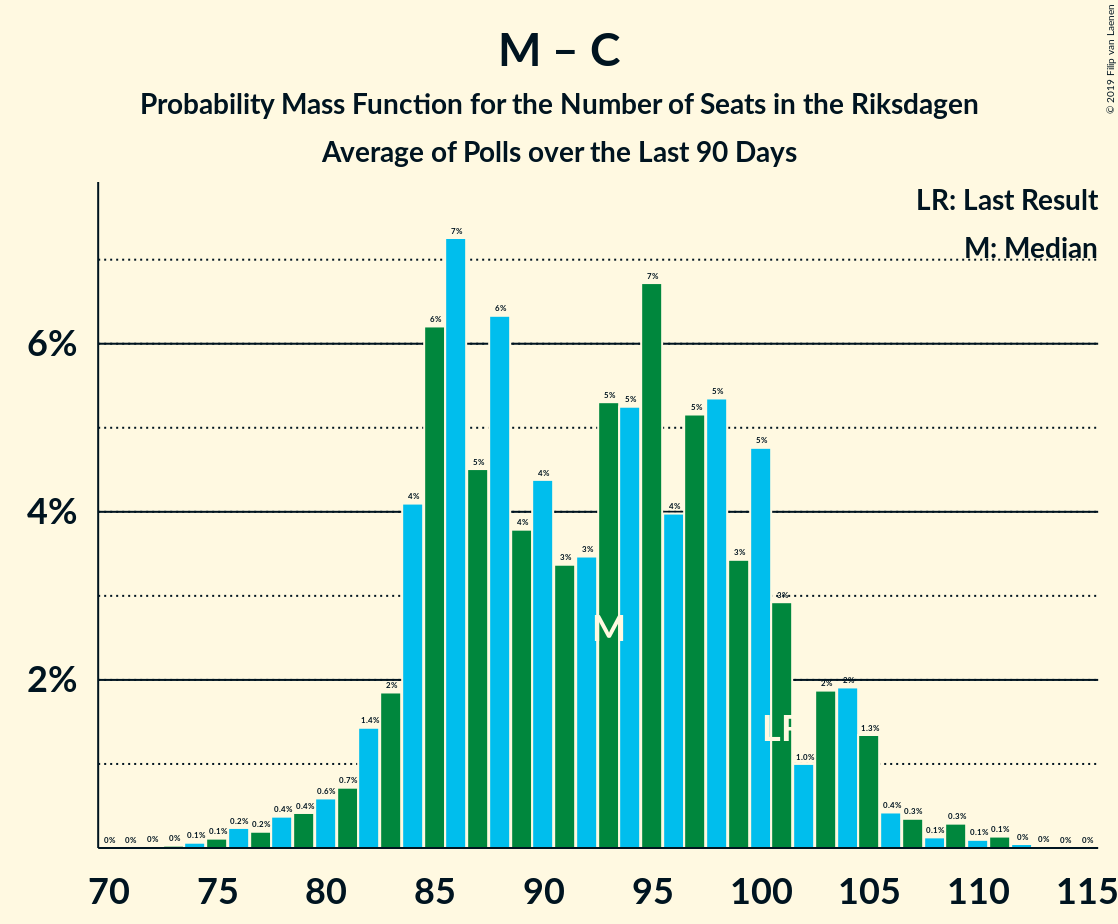 © 2019 Filip van Laenen
M – C
Probability Mass Function for the Number of Seats in the Riksdagen
Average of Polls over the Last 90 Days
LR: Last Result
M: Median
6%
4%
2%
0% 0% 0% 0% 0.1% 0.1% 0.2% 0.2% 0.4% 0.4% 0.6% 0.7% 1.4% 2% 4% 6% 7% 5% 6% 4% 4% 3% 3% 5% 5% 7% 4% 5% 5% 3% 5% 3% 1.0% 2% 2% 1.3% 0.4% 0.3% 0.1% 0.3% 0.1% 0.1% 0% 0% 0% 0%
M
LR
70 75 80 85 90 95 100 105 110 115